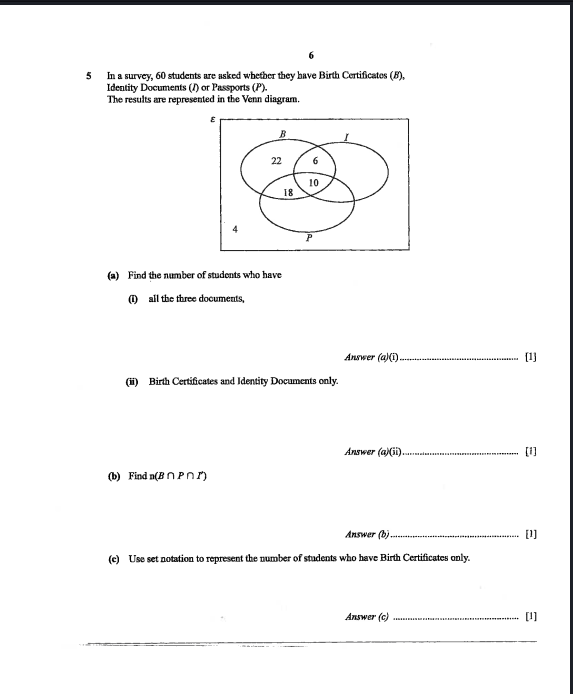 6
5 In a survey, 60 students are asked whether they have Birth Certificates (B),
Identity Documents (I) or Passports (P).
The results are represented in the Venn diagram.
ε
B
I
22
6
10
18
4
P
(a) Find the number of students who have
(i) all the three documents,
Answer (a)(i)........................................... [1]
(ii) Birth Certificates and Identity Documents only.
Answer (a)(ii).......................................... [1]
(b) Find n(B ∩ P ∩ I')
Answer (b)............................................... [1]
(c) Use set notation to represent the number of students who have Birth Certificates only.
Answer (c) .............................................. [1]